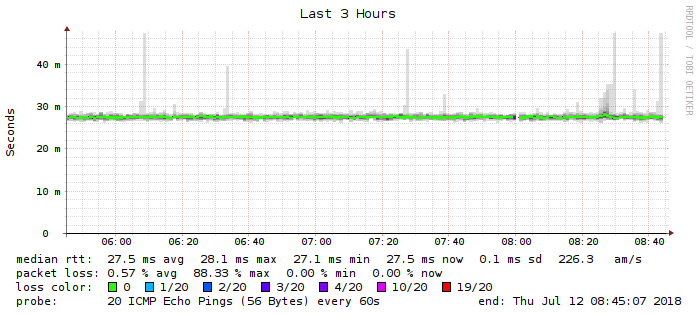 Last 3 Hours
RRDTOOL / TOBI OETIKER
Seconds
40 m
30 m
20 m
10 m
0
06:00 06:20 06:40 07:00 07:20 07:40 08:00 08:20 08:40
median rtt: 27.5 ms avg 28.1 ms max 27.1 ms min 27.5 ms now 0.1 ms sd 226.3 am/s
packet loss: 0.57 % avg 88.33 % max 0.00 % min 0.00 % now
loss color: 0 1/20 2/20 3/20 4/20 10/20 19/20
probe: 20 ICMP Echo Pings (56 Bytes) every 60s end: Thu Jul 12 08:45:07 2018